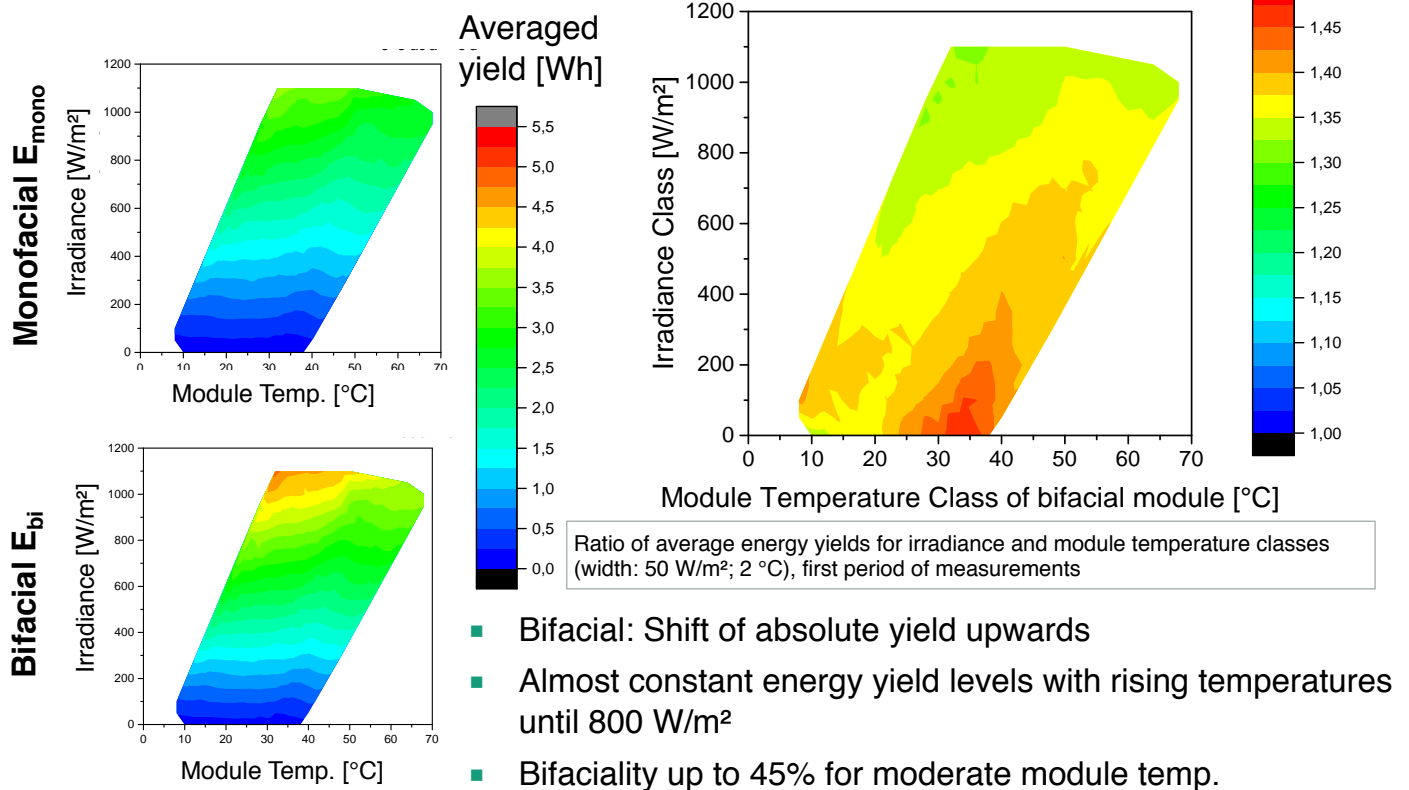 Averaged
yield [Wh]
Monofacial E_mono
Irradiance [W/m²]
1200
1000
800
600
400
200
0
0 10 20 30 40 50 60 70
Module Temp. [°C]
5,5
5,0
4,5
4,0
3,5
3,0
2,5
2,0
1,5
1,0
0,5
0,0
Irradiance Class [W/m²]
1200
1000
800
600
400
200
0
0 10 20 30 40 50 60 70
Module Temperature Class of bifacial module [°C]
1,45
1,40
1,35
1,30
1,25
1,20
1,15
1,10
1,05
1,00
Bifacial E_bi
Irradiance [W/m²]
1200
1000
800
600
400
200
0
0 10 20 30 40 50 60 70
Module Temp. [°C]
Ratio of average energy yields for irradiance and module temperature classes
(width: 50 W/m²; 2 °C), first period of measurements
▪ Bifacial: Shift of absolute yield upwards
▪ Almost constant energy yield levels with rising temperatures
until 800 W/m²
▪ Bifaciality up to 45% for moderate module temp.